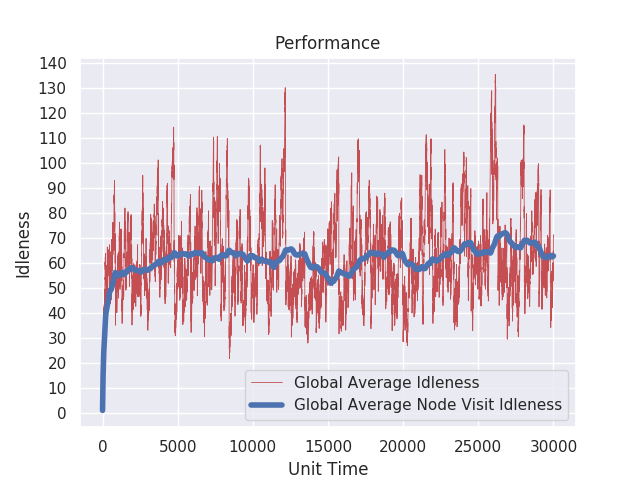 Performance
140
130
120
110
100
90
80
70
60
50
40
30
20
10
0
Idleness
Global Average Idleness
Global Average Node Visit Idleness
0 5000 10000 15000 20000 25000 30000
Unit Time